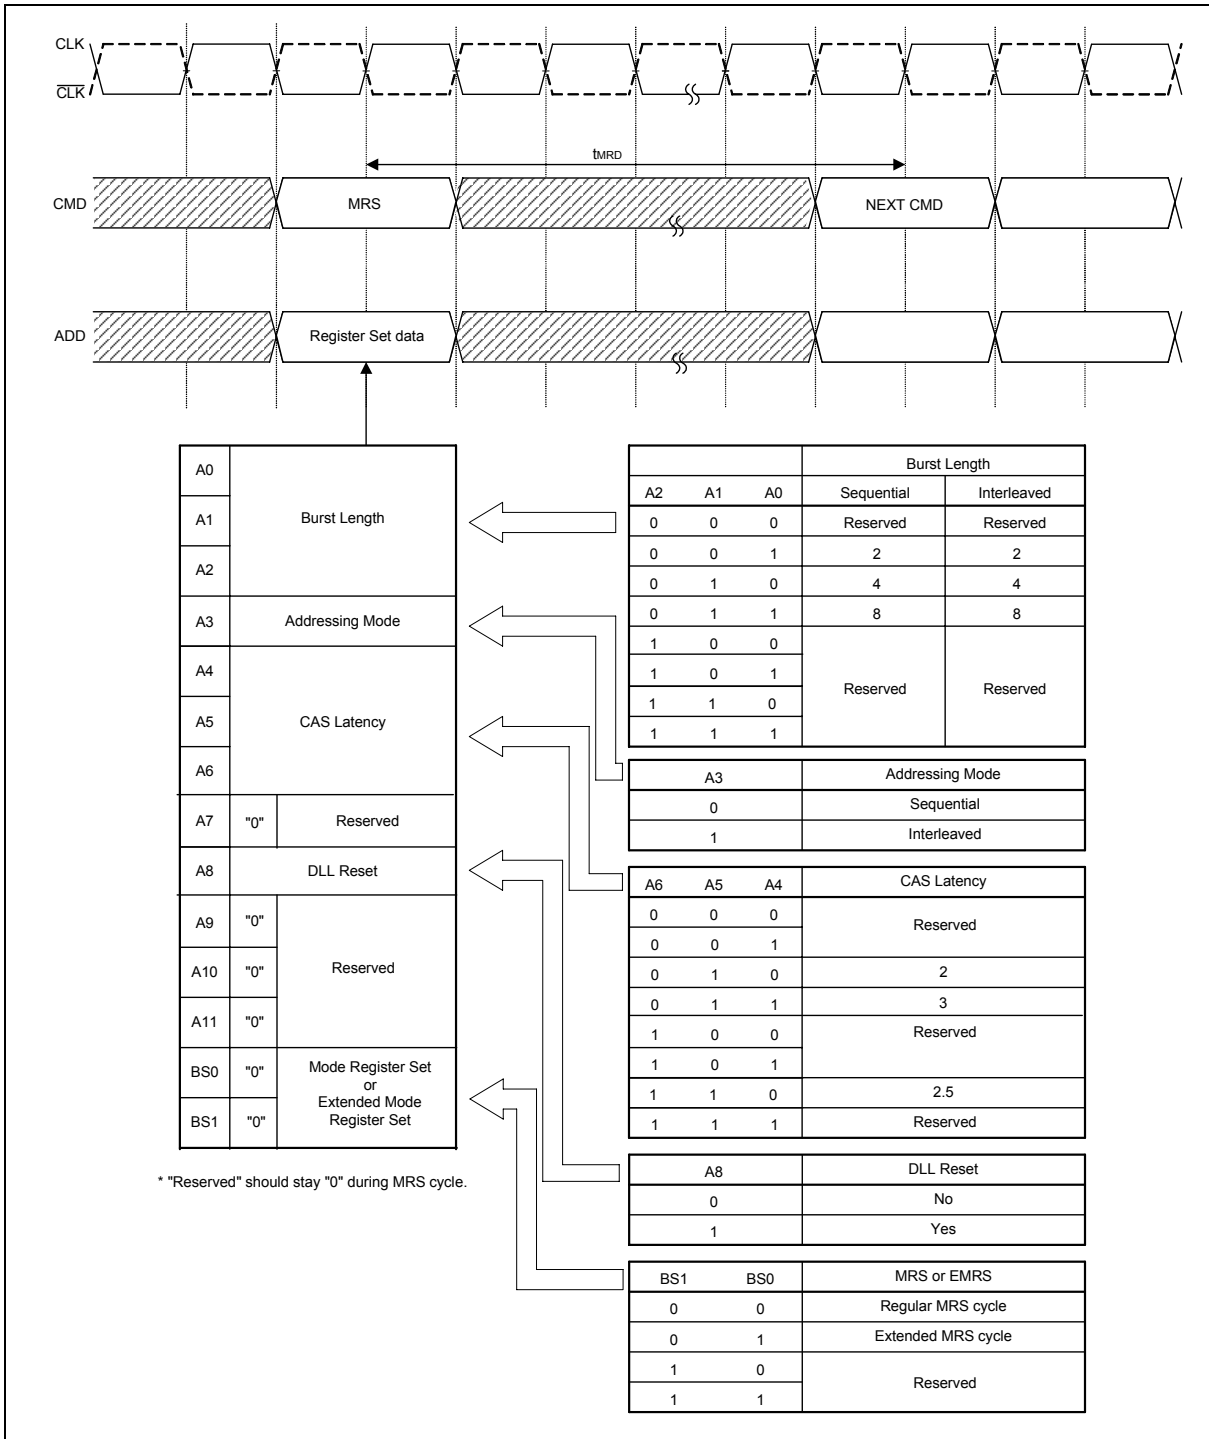 CLK
CLK
tMRD
CMD MRS NEXT CMD
ADD Register Set data
A0
A1 Burst Length
A2
A3 Addressing Mode
A4
A5 CAS Latency
A6
A7 "0" Reserved
A8 DLL Reset
A9 "0"
A10 "0" Reserved
A11 "0"
BS0 "0" Mode Register Set
or
Extended Mode
BS1 "0" Register Set
* "Reserved" should stay "0" during MRS cycle.
Burst Length
A2 A1 A0 Sequential Interleaved
0 0 0 Reserved Reserved
0 0 1 2 2
0 1 0 4 4
0 1 1 8 8
1 0 0
1 0 1 Reserved Reserved
1 1 0
1 1 1
A3 Addressing Mode
0 Sequential
1 Interleaved
A6 A5 A4 CAS Latency
0 0 0 Reserved
0 0 1
0 1 0 2
0 1 1 3
1 0 0 Reserved
1 0 1
1 1 0 2.5
1 1 1 Reserved
A8 DLL Reset
0 No
1 Yes
BS1 BS0 MRS or EMRS
0 0 Regular MRS cycle
0 1 Extended MRS cycle
1 0 Reserved
1 1